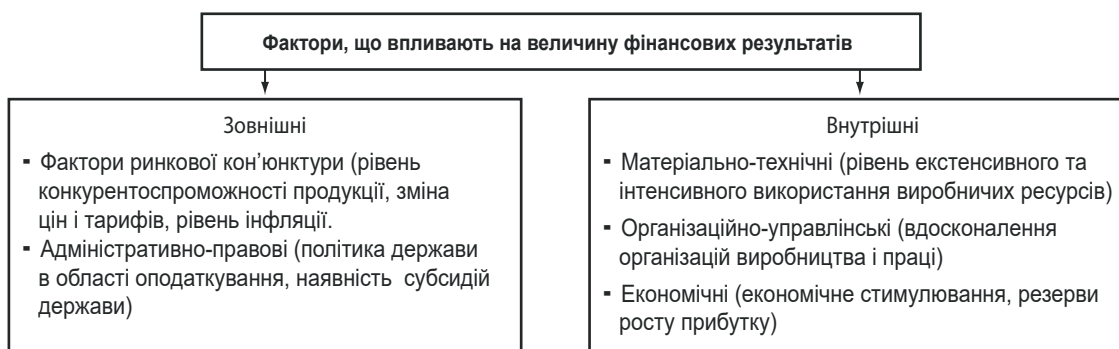 Фактори, що впливають на величину фінансових результатів
Зовнішні
- Фактори ринкової кон’юнктури (рівень
конкурентоспроможності продукції, зміна
цін і тарифів, рівень інфляції.
- Адміністративно-правові (політика держави
в області оподаткування, наявність субсидій
держави)
Внутрішні
- Матеріально-технічні (рівень екстенсивного та
інтенсивного використання виробничих ресурсів)
- Організаційно-управлінські (вдосконалення
організацій виробництва і праці)
- Економічні (економічне стимулювання, резерви
росту прибутку)